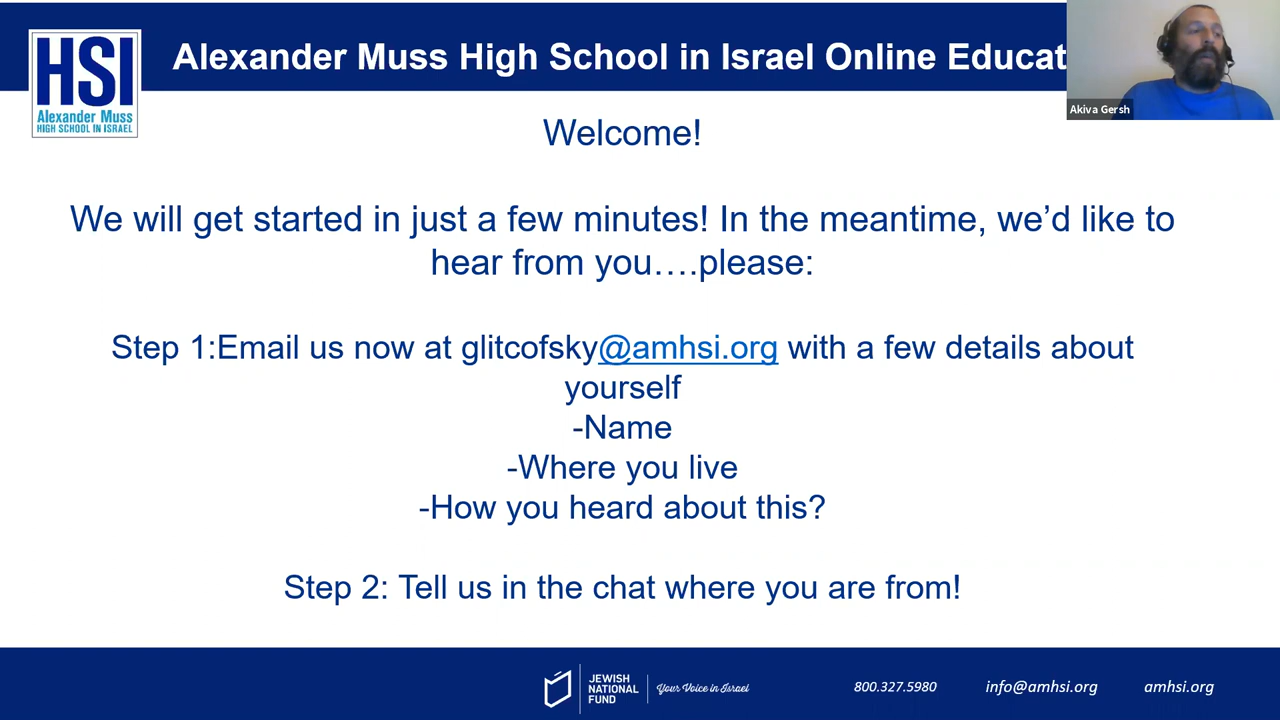 HSI
Alexander Muss
HIGH SCHOOL IN ISRAEL
Alexander Muss High School in Israel Online Educat
Akiva Gersh
Welcome!
We will get started in just a few minutes! In the meantime, we’d like to
hear from you….please:
Step 1:Email us now at glitcofsky@amhsi.org with a few details about
yourself
-Name
-Where you live
-How you heard about this?
Step 2: Tell us in the chat where you are from!
JEWISH
NATIONAL
FUND
Your Voice in Israel
800.327.5980
info@amhsi.org
amhsi.org